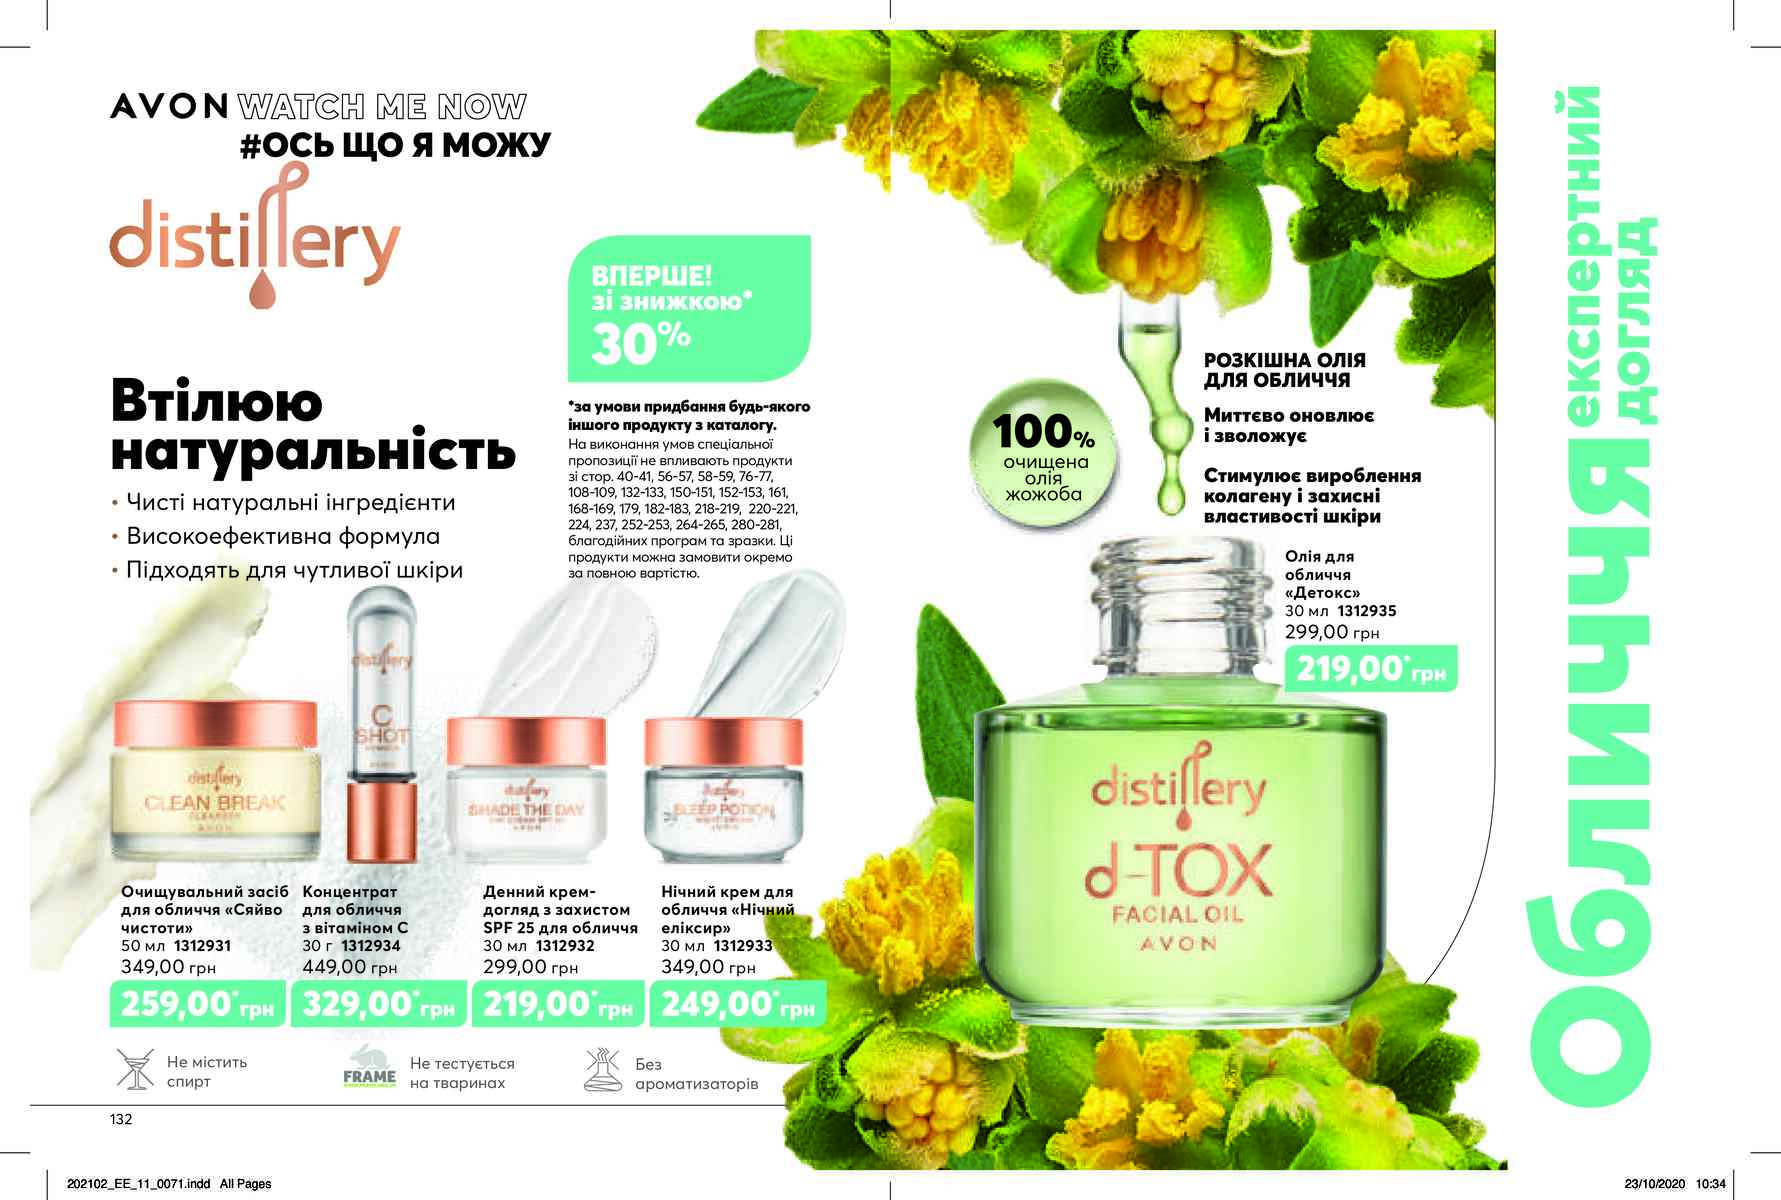 AVON WATCH ME NOW
#ОСЬ ЩО Я МОЖУ
distillery
ВПЕРШЕ!
зі знижкою*
30%
Втілюю
натуральність
• Чисті натуральні інгредієнти
• Високоефективна формула
• Підходять для чутливої шкіри
*за умови придбання будь-якого
іншого продукту з каталогу.
На виконання умов спеціальної
пропозиції не впливають продукти
зі стор. 40-41, 56-57, 58-59, 76-77,
108-109, 132-133, 150-151, 152-153, 161,
168-169, 179, 182-183, 218-219, 220-221,
224, 237, 252-253, 264-265, 280-281,
благодійних програм та зразки. Ці
продукти можна замовити окремо
за повною вартістю.
distillery
CLEAN BREAK
CLEANSER
AVON
distillery
C
SHOT
distillery
SHADE THE DAY
AVON
distillery
SLEEP POTION
AVON
Очищувальний засіб
для обличчя «Сяйво
чистоти»
50 мл 1312931
349,00 грн
259,00* грн
Концентрат
для обличчя
з вітаміном С
30 г 1312934
449,00 грн
329,00* грн
Денний крем-
догляд з захистом
SPF 25 для обличчя
30 мл 1312932
299,00 грн
219,00* грн
Нічний крем для
обличчя «Нічний
еліксир»
30 мл 1312933
349,00 грн
249,00* грн
Не містить
спирт
FRAME
Не тестується
на тваринах
Без
ароматизаторів
132
100%
очищена
олія
жожоба
РОЗКІШНА ОЛІЯ
ДЛЯ ОБЛИЧЧЯ
Миттєво оновлює
і зволожує
Стимулює вироблення
колагену і захисні
властивості шкіри
Олія для
обличчя
«Детокс»
30 мл 1312935
299,00 грн
219,00* грн
distillery
d-TOX
FACIAL OIL
AVON
Обличчя
експертний
догляд
202102_EE_11_0071.indd All Pages
23/10/2020 10:34